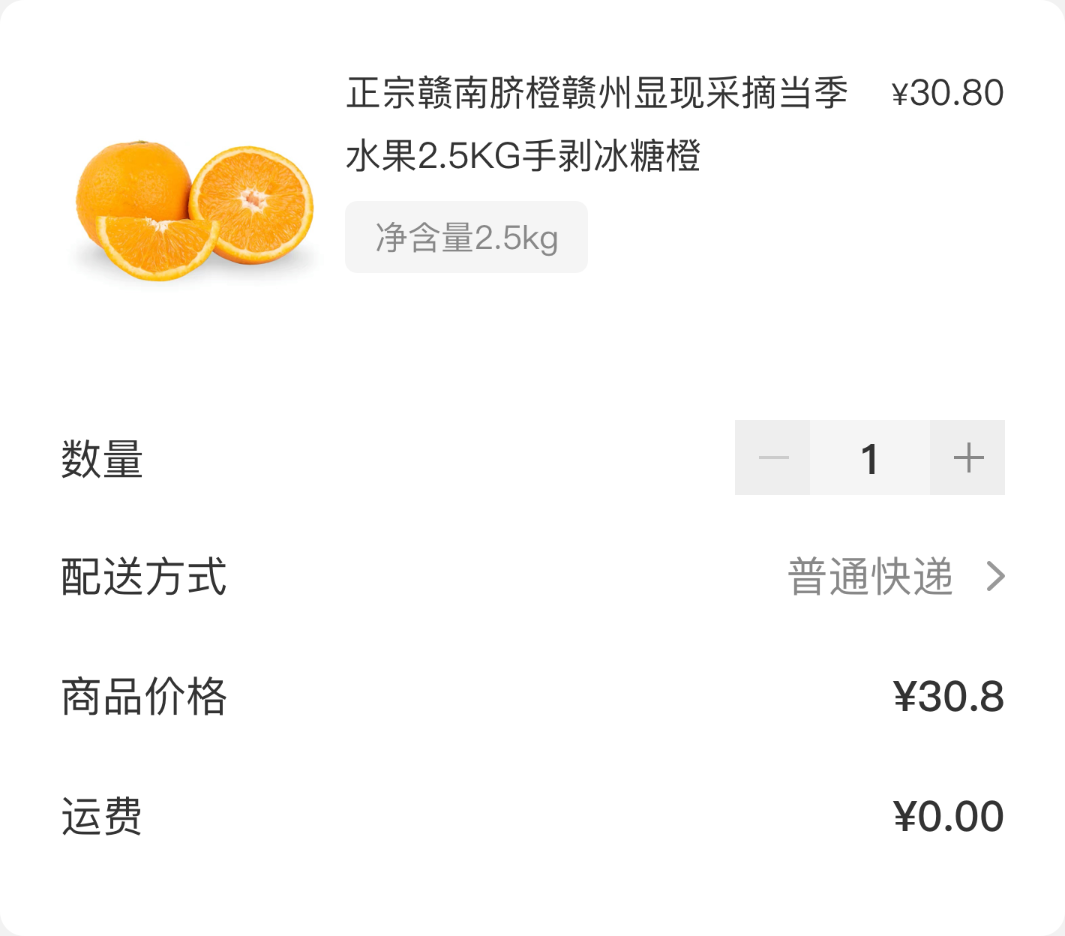 正宗赣南脐橙赣州显现采摘当季 ¥30.80
水果2.5KG手剥冰糖橙
净含量2.5kg
数量 1
配送方式 普通快递
商品价格 ¥30.8
运费 ¥0.00